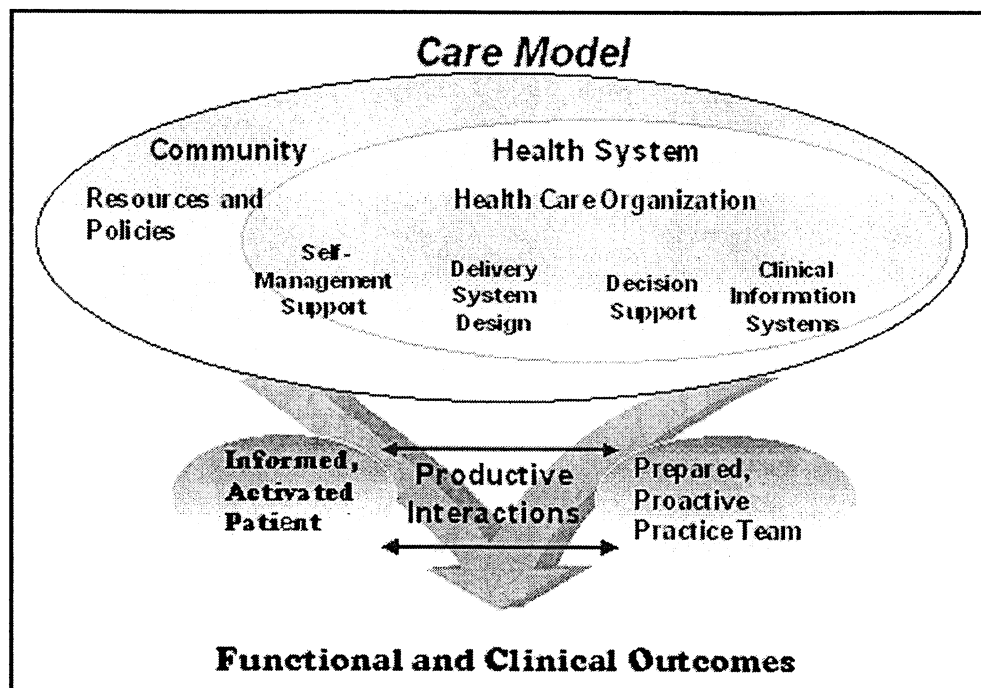 Care Model
Community
Resources and
Policies
Health System
Health Care Organization
Self-
Management
Support
Delivery
System
Design
Decision
Support
Clinical
Information
Systems
Informed,
Activated
Patient
Productive
Interactions
Prepared,
Proactive
Practice Team
Functional and Clinical Outcomes